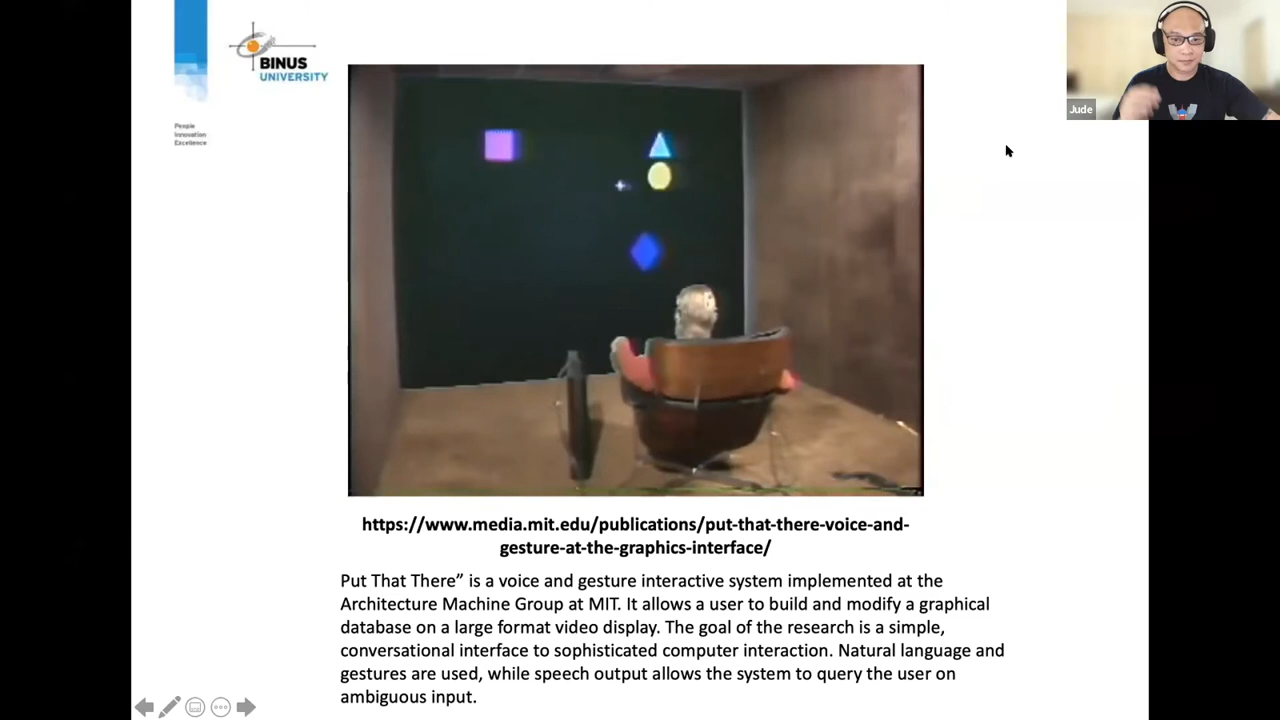 BINUS
UNIVERSITY
People
Innovation
Excellence
Jude
https://www.media.mit.edu/publications/put-that-there-voice-and-
gesture-at-the-graphics-interface/
Put That There” is a voice and gesture interactive system implemented at the
Architecture Machine Group at MIT. It allows a user to build and modify a graphical
database on a large format video display. The goal of the research is a simple,
conversational interface to sophisticated computer interaction. Natural language and
gestures are used, while speech output allows the system to query the user on
ambiguous input.